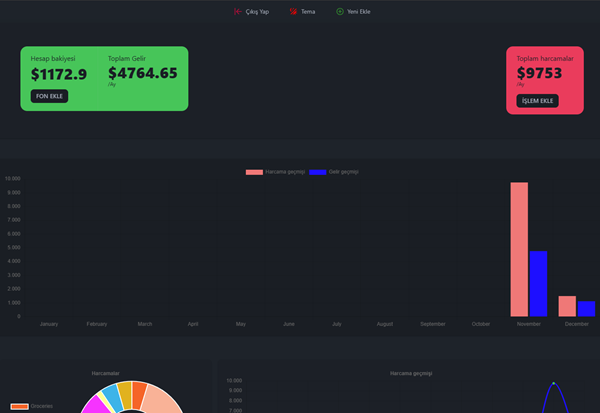 Çıkış Yap Tema Yeni Ekle
Hesap bakiyesi Toplam Gelir
$1172.9 $4764.65
/Ay
FON EKLE
Toplam harcamalar
$9753
/Ay
İŞLEM EKLE
Harcama geçmişi Gelir geçmişi
10.000
9.000
8.000
7.000
6.000
5.000
4.000
3.000
2.000
1.000
0
January February March April May June July August September October November December
Harcamalar
Groceries
Harcama geçmişi
10.000
9.000
8.000
7.000